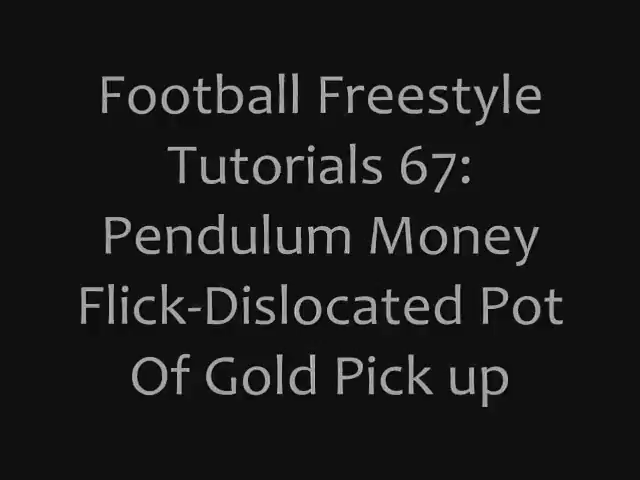 Football Freestyle
Tutorials 67:
Pendulum Money
Flick-Dislocated Pot
Of Gold Pick up